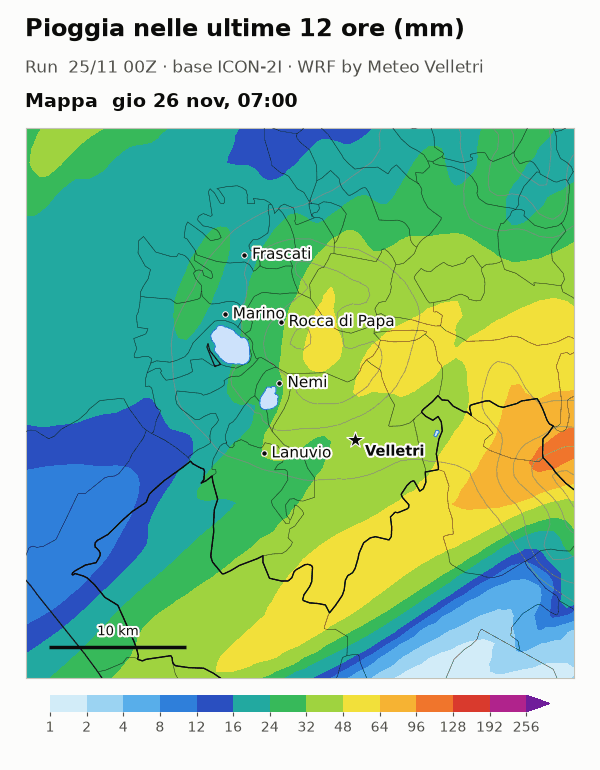 Pioggia nelle ultime 12 ore (mm)
Run  25/11 00Z · base ICON-2I · WRF by Meteo Velletri
Mappa  gio 26 nov, 07:00
Frascati
Marino
Rocca di Papa
Nemi
Velletri
Lanuvio
10 km
1 2 4 8 12 16 24 32 48 64 96 128 192 256